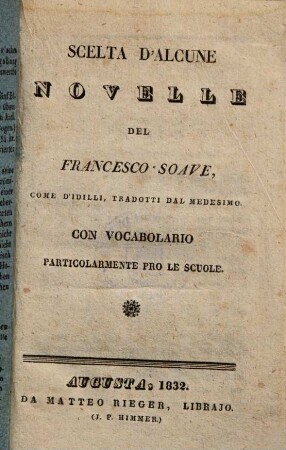 SCELTA D'ALCUNE
NOVELLE
DEL
FRANCESCO SOAVE,
COME D'IDILLI, TRADOTTI DAL MEDESIMO.
CON VOCABOLARIO
PARTICOLARMENTE PRO LE SCUOLE.
AUGUSTA, 1832.
DA MATTEO RIEGER, LIBRAJO.
(J. P. HIMMER.)